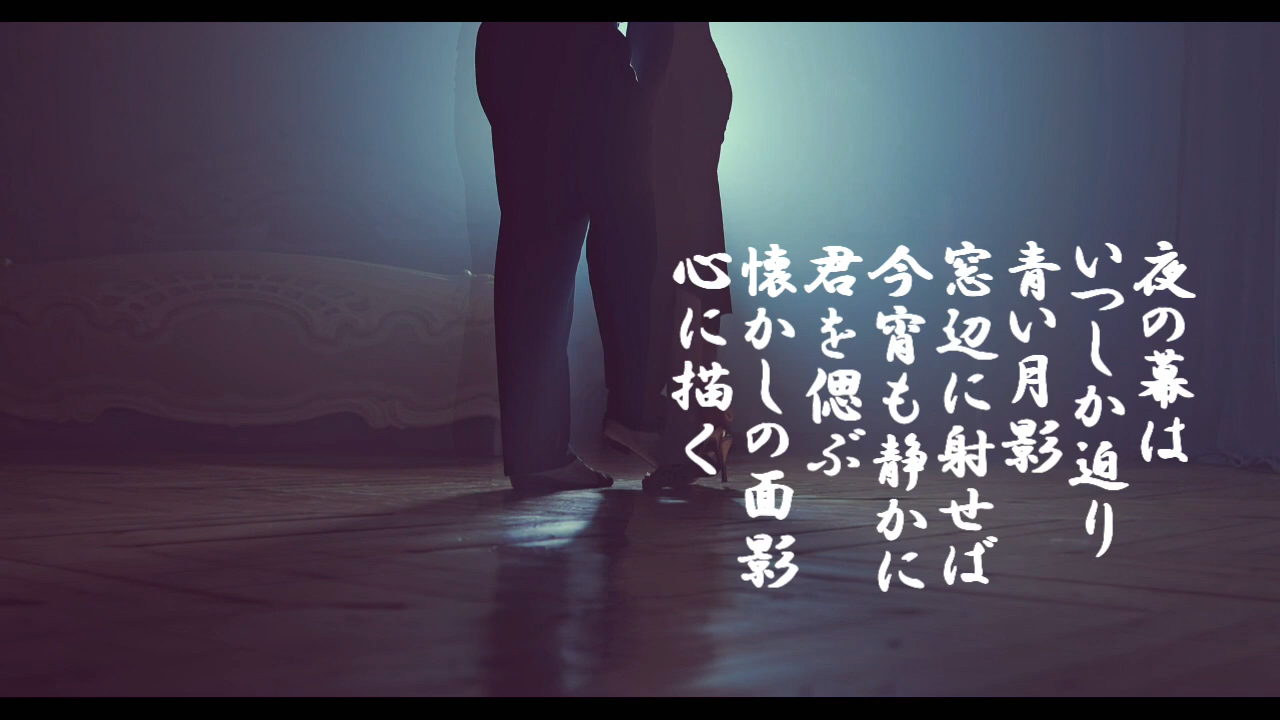 夜の幕は
いつしか迫り
青い月影
窓辺に射せば
今宵も静かに
君を偲ぶ
懐かしの面影
心に描く